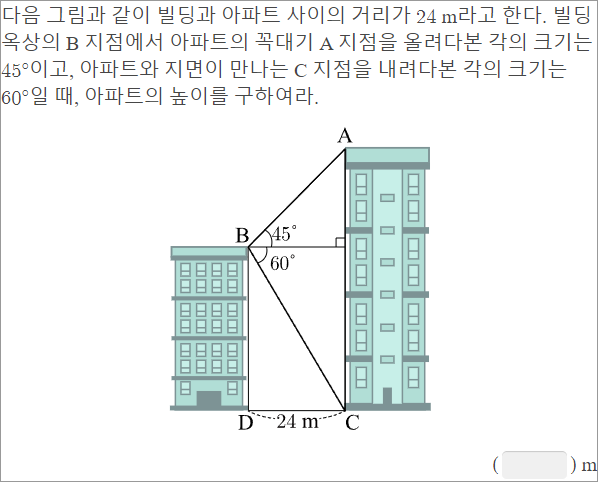 다음 그림과 같이 빌딩과 아파트 사이의 거리가 24 m라고 한다. 빌딩
옥상의 B 지점에서 아파트의 꼭대기 A 지점을 올려다본 각의 크기는
45°이고, 아파트와 지면이 만나는 C 지점을 내려다본 각의 크기는
60°일 때, 아파트의 높이를 구하여라.
A
B
45°
60°
D
24 m
C
( ) m